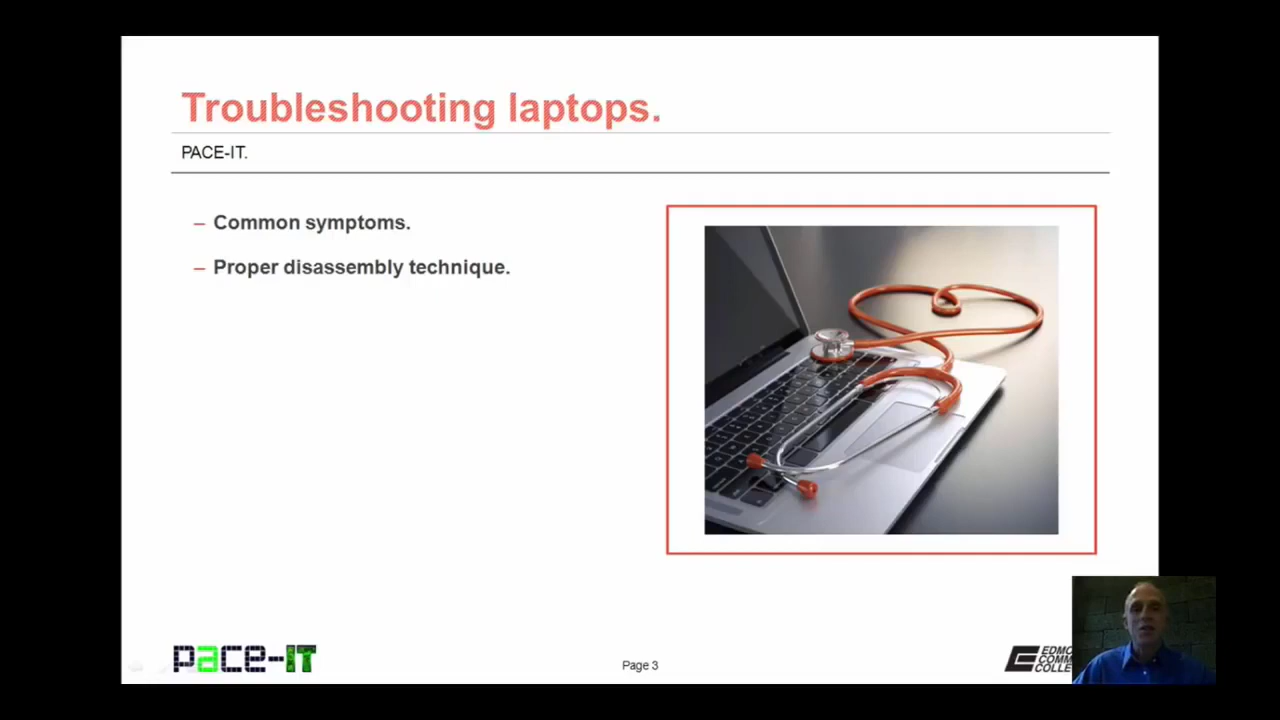 Troubleshooting laptops.
PACE-IT.
– Common symptoms.
– Proper disassembly technique.
pace-IT
Page 3